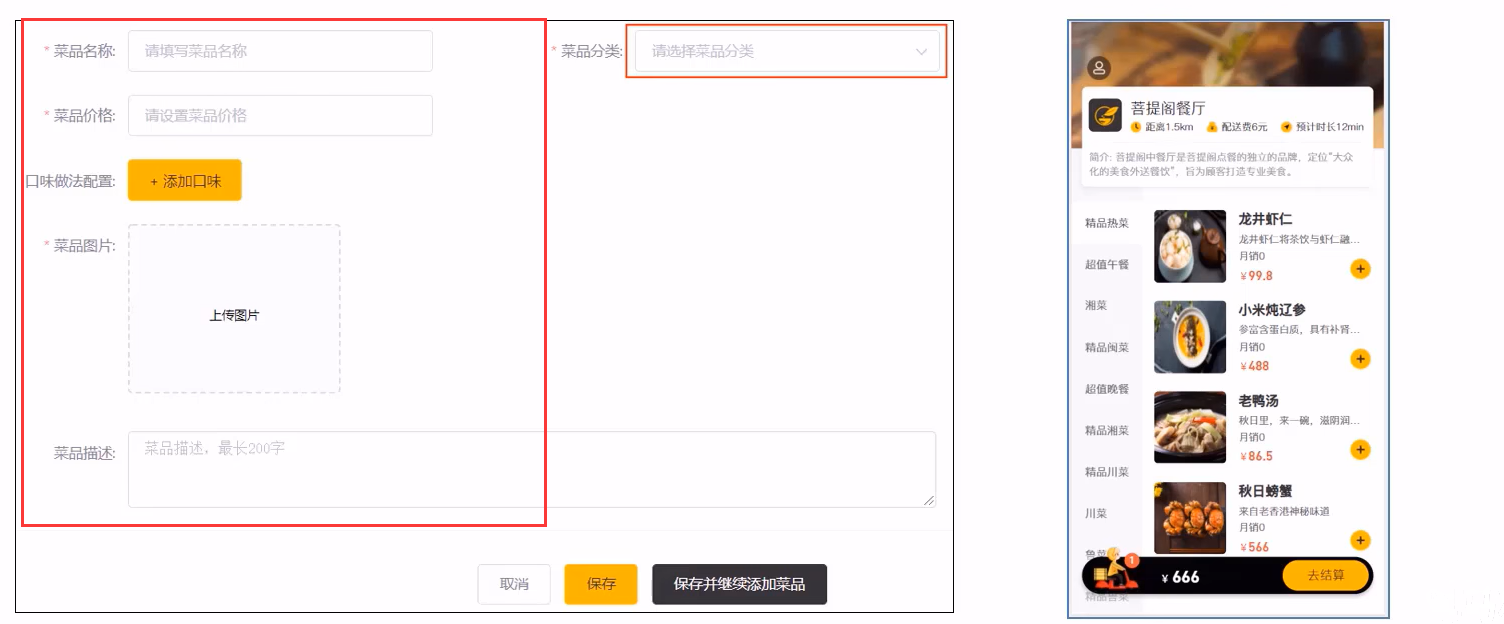 * 菜品名称: 请填写菜品名称
* 菜品分类: 请选择菜品分类
* 菜品价格: 请设置菜品价格
口味做法配置: + 添加口味
* 菜品图片:
上传图片
菜品描述: 菜品描述，最长200字
取消 保存 保存并继续添加菜品
菩提阁餐厅
距离1.5km 配送费6元 预计时长12min
简介: 菩提阁中餐厅是菩提阁点餐的独立的品牌，定位“大众
化的美食外送餐饮”，旨为顾客打造专业美食。
精品热菜
超值午餐
湘菜
精品闽菜
超值晚餐
精品湘菜
精品川菜
川菜
龙井虾仁
龙井虾仁将茶饮与虾仁融...
月销0
¥99.8
+
小米炖辽参
参富含蛋白质，具有补肾...
月销0
¥488
+
老鸭汤
秋日里，来一碗，滋阴润...
月销0
¥86.5
+
秋日螃蟹
来自老香港神秘味道
月销0
¥566
+
1
¥ 666 去结算